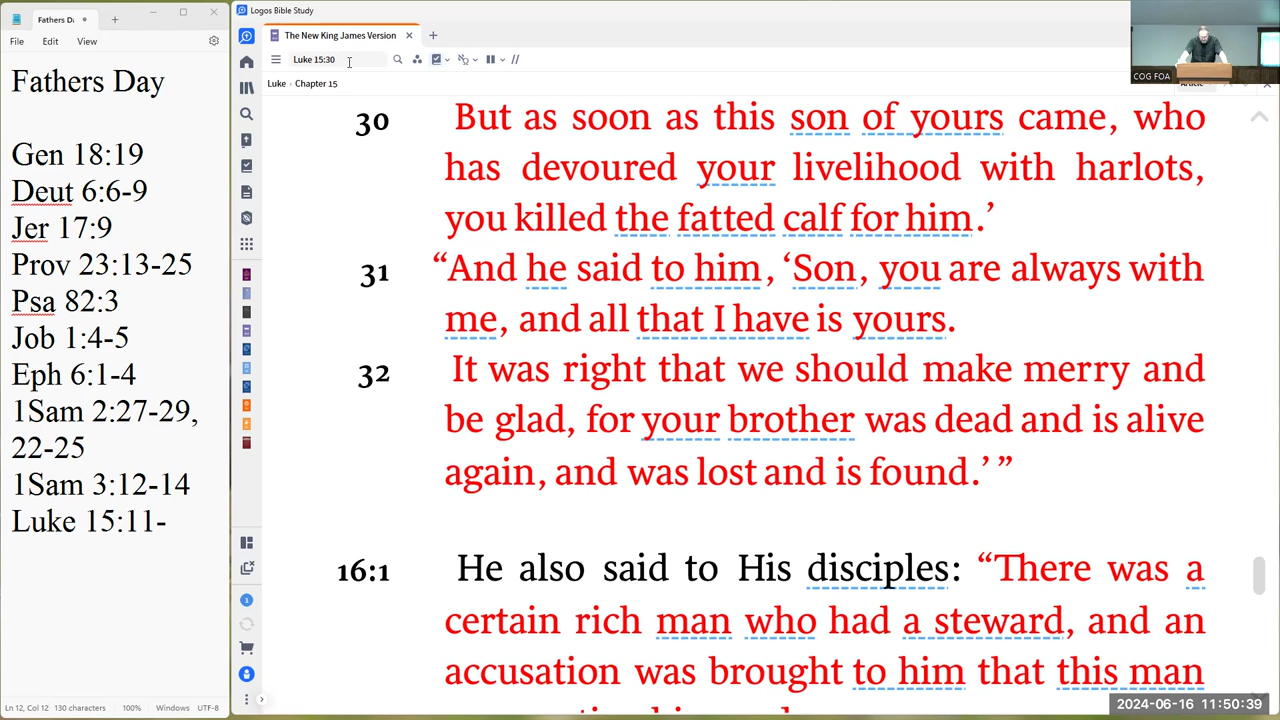 Fathers Da
File Edit View
Fathers Day
Gen 18:19
Deut 6:6-9
Jer 17:9
Prov 23:13-25
Psa 82:3
Job 1:4-5
Eph 6:1-4
1Sam 2:27-29,
22-25
1Sam 3:12-14
Luke 15:11-
Ln 12, Col 12 130 characters 100% Windows UTF-8
Logos Bible Study
The New King James Version
Luke 15:30
Luke › Chapter 15
30 But as soon as this son of yours came, who
has devoured your livelihood with harlots,
you killed the fatted calf for him.’
31 “And he said to him, ‘Son, you are always with
me, and all that I have is yours.
32 It was right that we should make merry and
be glad, for your brother was dead and is alive
again, and was lost and is found.’ ”
16:1 He also said to His disciples: “There was a
certain rich man who had a steward, and an
accusation was brought to him that this man
COG FOA
2024-06-16 11:50:39